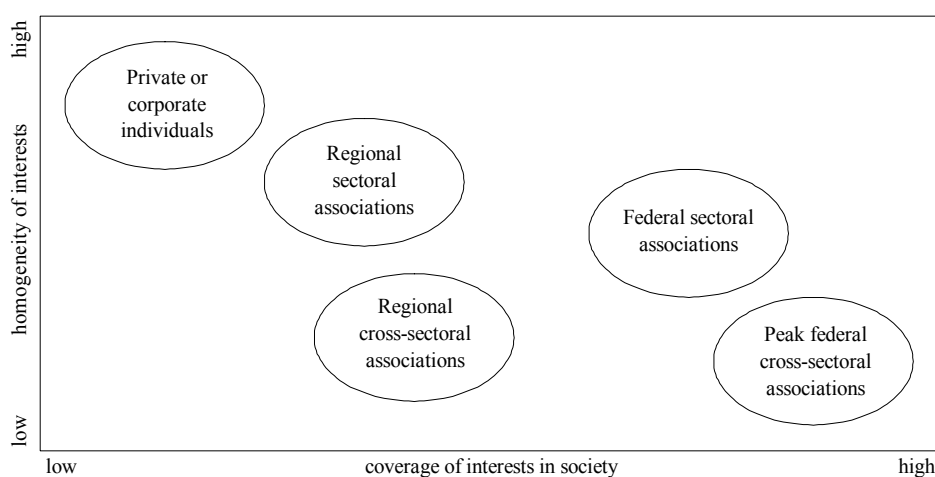 high
homogeneity of interests
low
Private or
corporate
individuals
Regional
sectoral
associations
Federal sectoral
associations
Regional
cross-sectoral
associations
Peak federal
cross-sectoral
associations
low
coverage of interests in society
high